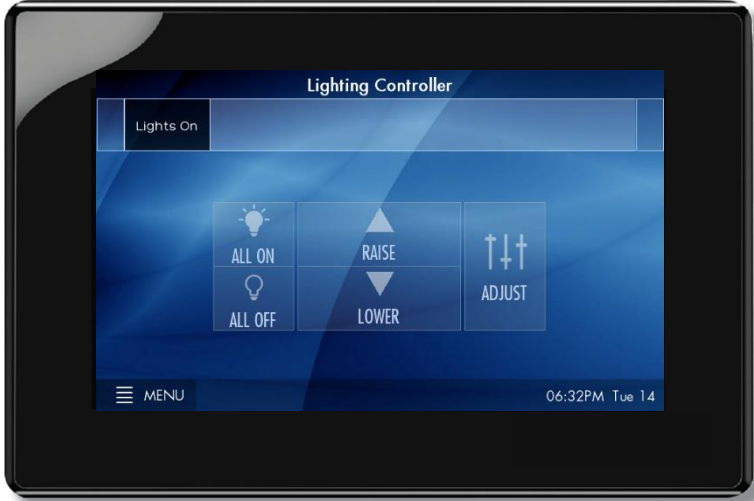 Lighting Controller
Lights On
ALL ON
RAISE
ADJUST
ALL OFF
LOWER
MENU
06:32PM Tue 14